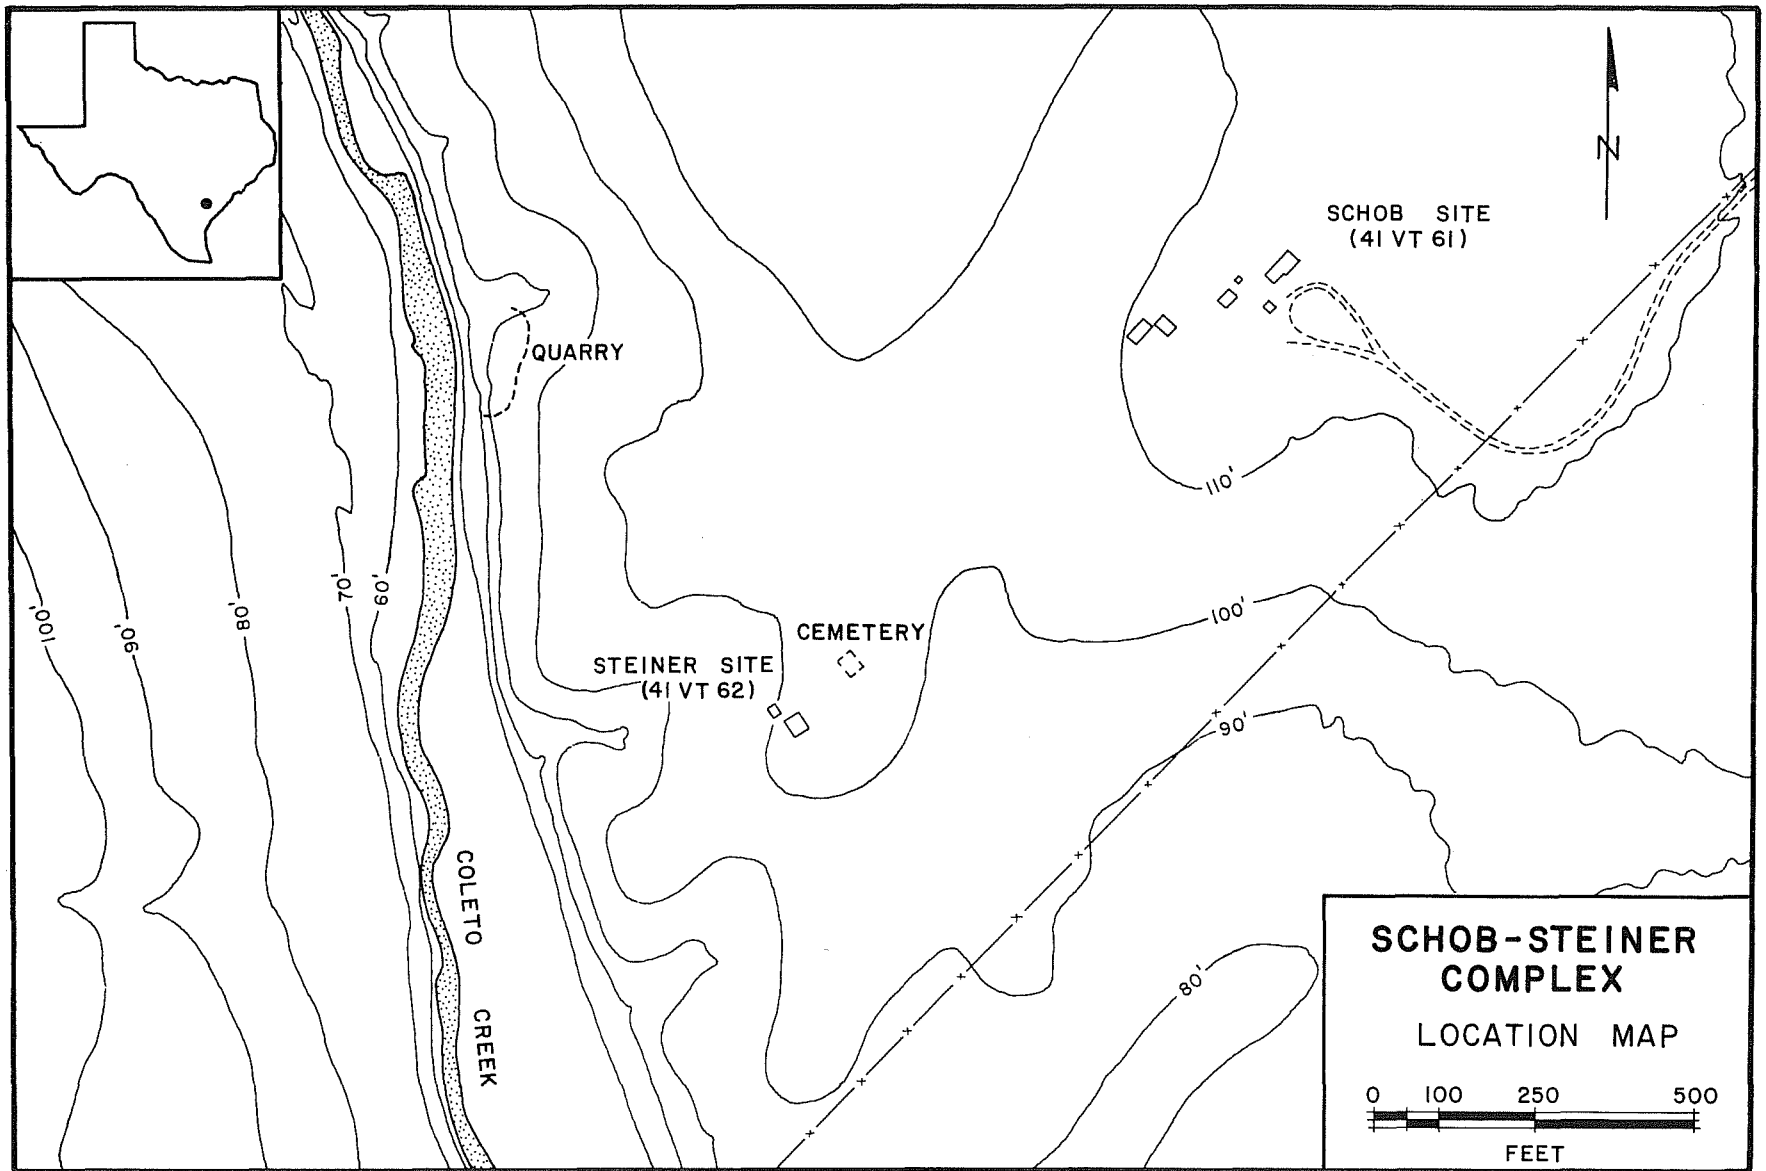 N
SCHOB SITE
(41 VT 61)
QUARRY
110'
100'
90'
80'
70'
60'
100'
CEMETERY
STEINER SITE
(41 VT 62)
90'
80'
COLETO CREEK
SCHOB-STEINER
COMPLEX
LOCATION MAP
0 100 250 500
FEET